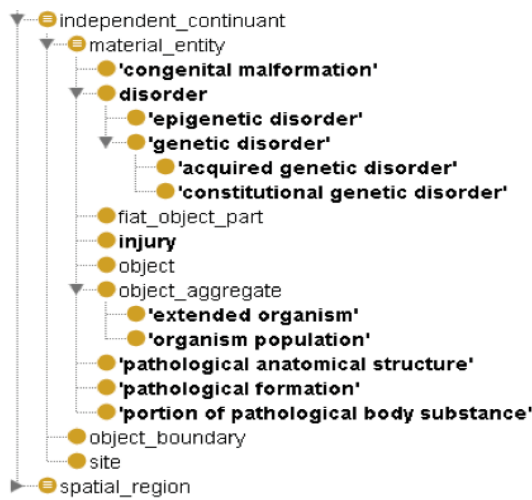 independent_continuant
material_entity
'congenital malformation'
disorder
'epigenetic disorder'
'genetic disorder'
'acquired genetic disorder'
'constitutional genetic disorder'
fiat_object_part
injury
object
object_aggregate
'extended organism'
'organism population'
'pathological anatomical structure'
'pathological formation'
'portion of pathological body substance'
object_boundary
site
spatial_region